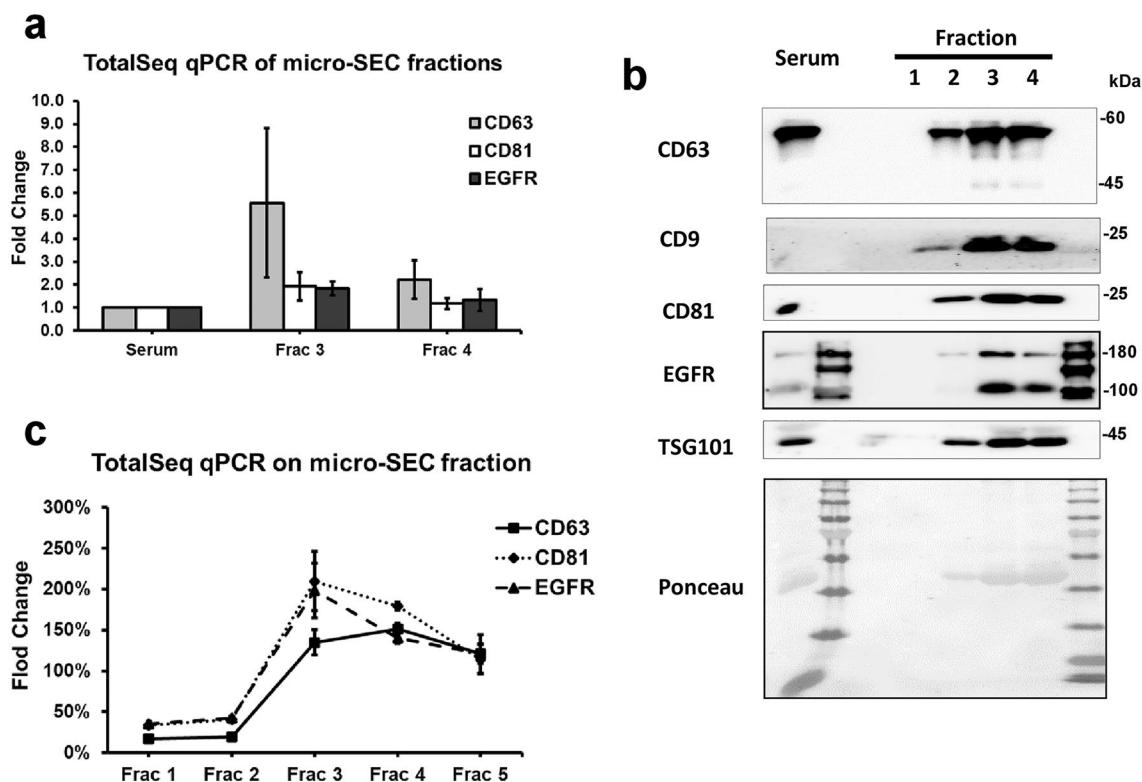 a
TotalSeq qPCR of micro-SEC fractions
10.0
9.0
8.0
7.0
6.0
5.0
4.0
3.0
2.0
1.0
0.0
Fold Change
CD63
CD81
EGFR
Serum Frac 3 Frac 4
b
Serum Fraction
1 2 3 4 kDa
CD63 -60
-45
CD9 -25
CD81 -25
EGFR -180
-100
TSG101 -45
Ponceau
c
TotalSeq qPCR on micro-SEC fraction
300%
250%
200%
150%
100%
50%
0%
Flod Change
CD63
CD81
EGFR
Frac 1 Frac 2 Frac 3 Frac 4 Frac 5